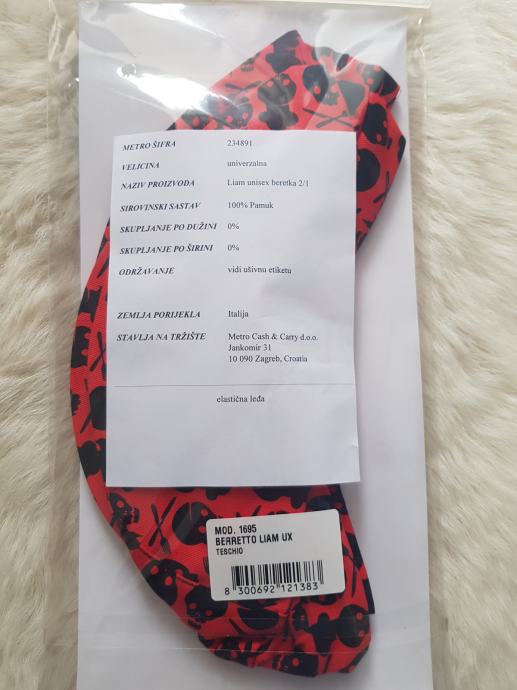 METRO ŠIFRA 234891
VELICINA univerzalna
NAZIV PROIZVODA Liam unisex beretka 2/1
SIROVINSKI SASTAV 100% Pamuk
SKUPLJANJE PO DUŽINI 0%
SKUPLJANJE PO ŠIRINI 0%
ODRŽAVANJE vidi ušivnu etiketu
ZEMLJA PORIJEKLA Italija
STAVLJA NA TRŽIŠTE Metro Cash & Carry d.o.o.
Jankomir 31
10 090 Zagreb, Croatia
elastična leđa
MOD. 1695
BERRETTO LIAM UX
TESCHIO
8 300692 121383